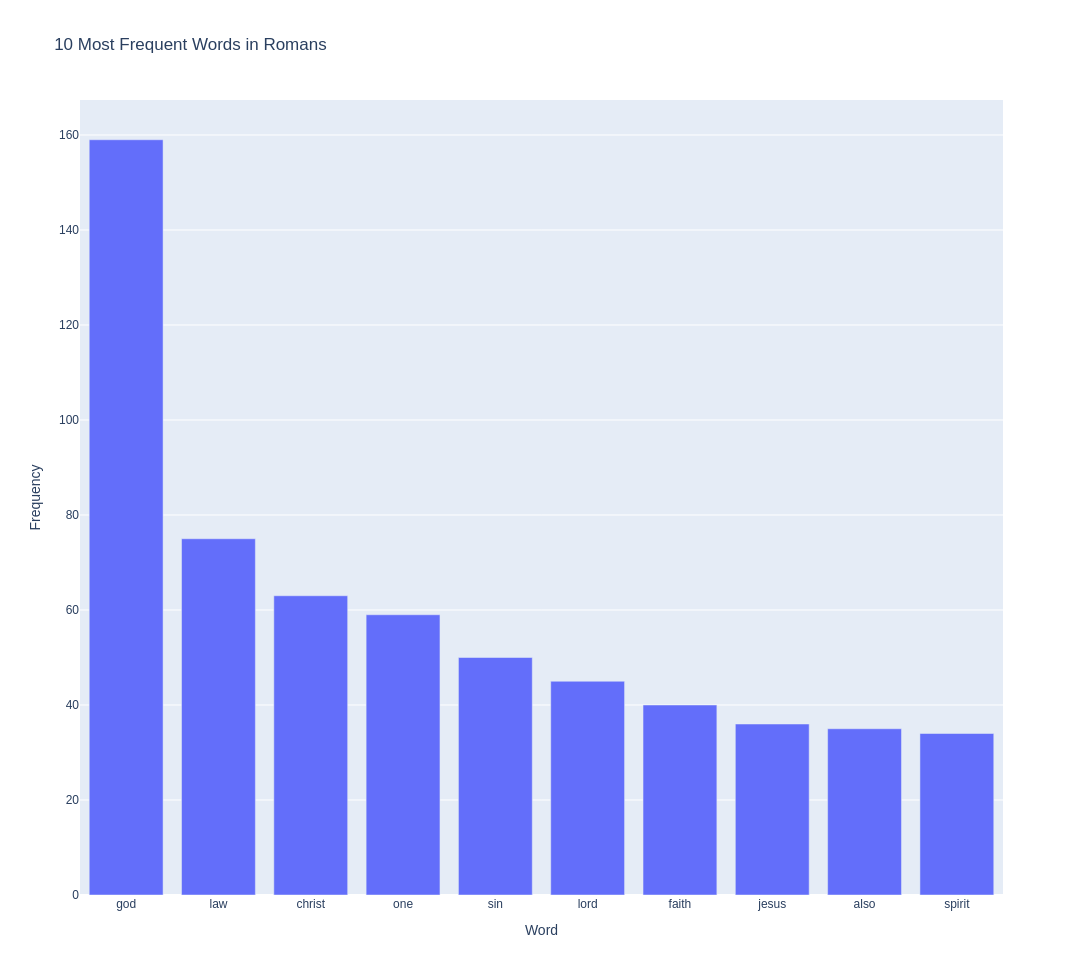 10 Most Frequent Words in Romans
160
140
120
100
80
60
40
20
0
Frequency
god law christ one sin lord faith jesus also spirit
Word